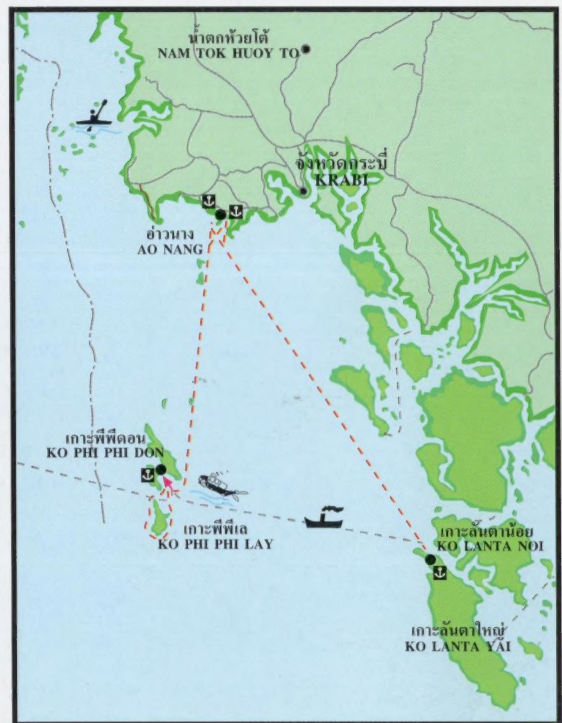 น้ำตกห้วยโต้
NAM TOK HUOY TO
จังหวัดกระบี่
KRABI
อ่าวนาง
AO NANG
เกาะพีพีดอน
KO PHI PHI DON
เกาะพีพีเล
KO PHI PHI LAY
เกาะลันตาน้อย
KO LANTA NOI
เกาะลันตาใหญ่
KO LANTA YAI